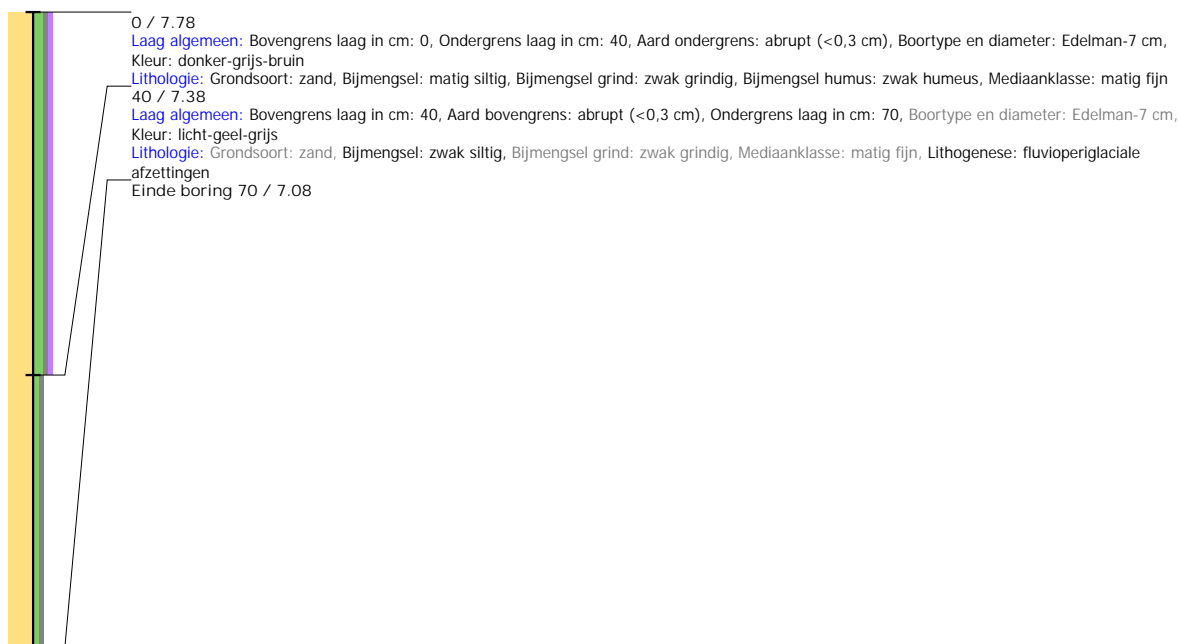 0 / 7.78
Laag algemeen: Bovengrens laag in cm: 0, Ondergrens laag in cm: 40, Aard ondergrens: abrupt (<0,3 cm), Boortype en diameter: Edelman-7 cm,
Kleur: donker-grijs-bruin
Lithologie: Grondsoort: zand, Bijmengsel: matig siltig, Bijmengsel grind: zwak grindig, Bijmengsel humus: zwak humeus, Mediaanklasse: matig fijn
40 / 7.38
Laag algemeen: Bovengrens laag in cm: 40, Aard bovengrens: abrupt (<0,3 cm), Ondergrens laag in cm: 70, Boortype en diameter: Edelman-7 cm,
Kleur: licht-geel-grijs
Lithologie: Grondsoort: zand, Bijmengsel: zwak siltig, Bijmengsel grind: zwak grindig, Mediaanklasse: matig fijn, Lithogenese: fluvioperiglaciale
afzettingen
Einde boring 70 / 7.08